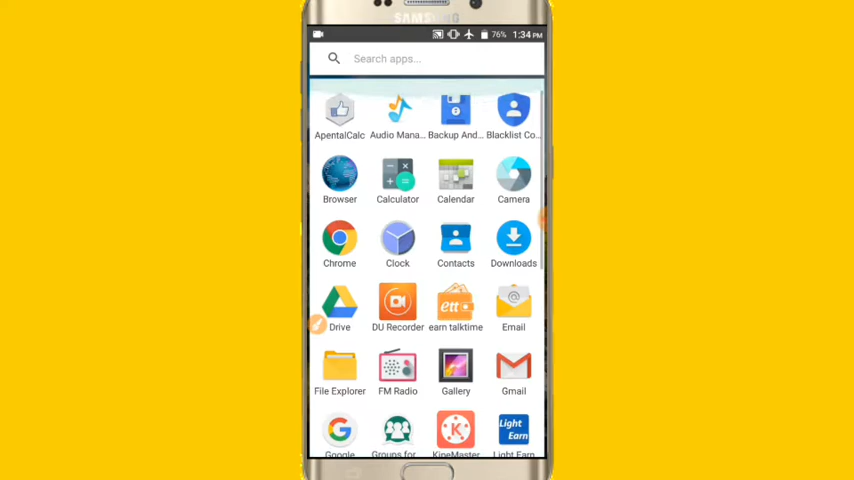 SAMSUNG
76% 1:34 PM
Search apps...
ApentalCalc Audio Mana... Backup And... Blacklist Co...
Browser Calculator Calendar Camera
Chrome Clock Contacts Downloads
ett
Drive DU Recorder earn talktime Email
File Explorer FM Radio Gallery Gmail
Light
Earn
Google Groups for KineMaster Light Earn